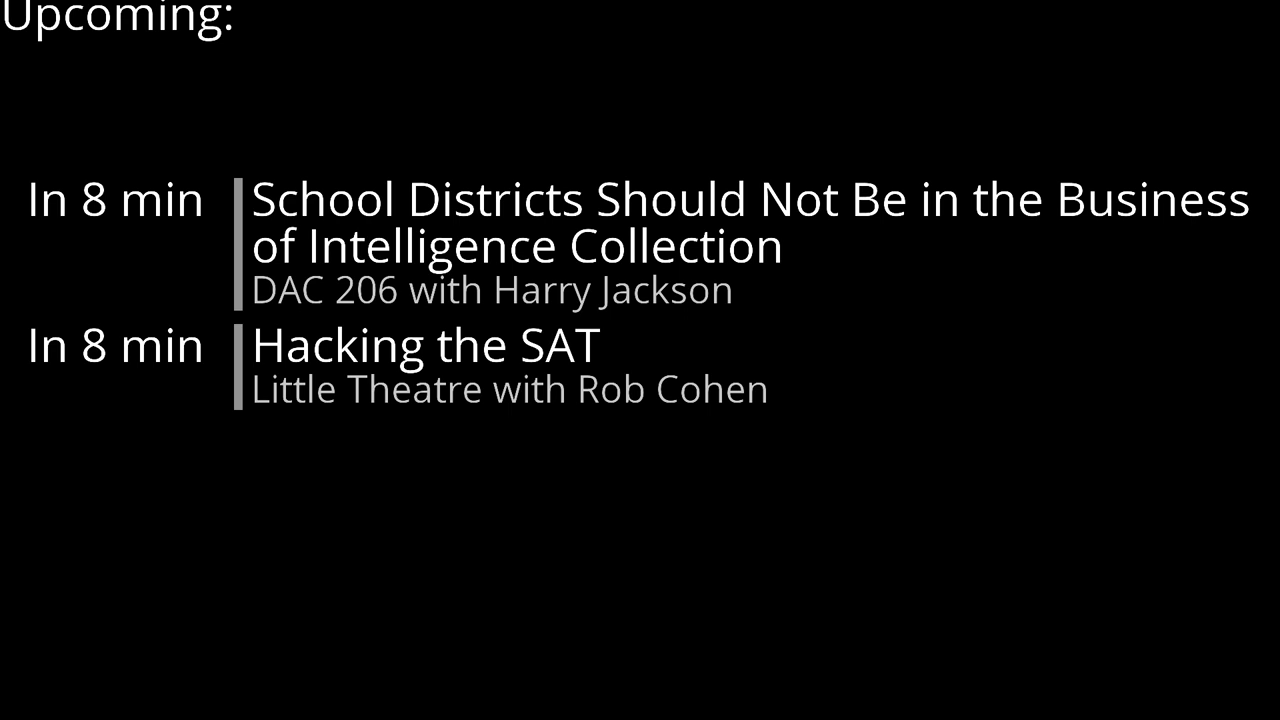 Upcoming:
In 8 min
School Districts Should Not Be in the Business
of Intelligence Collection
DAC 206 with Harry Jackson
In 8 min
Hacking the SAT
Little Theatre with Rob Cohen